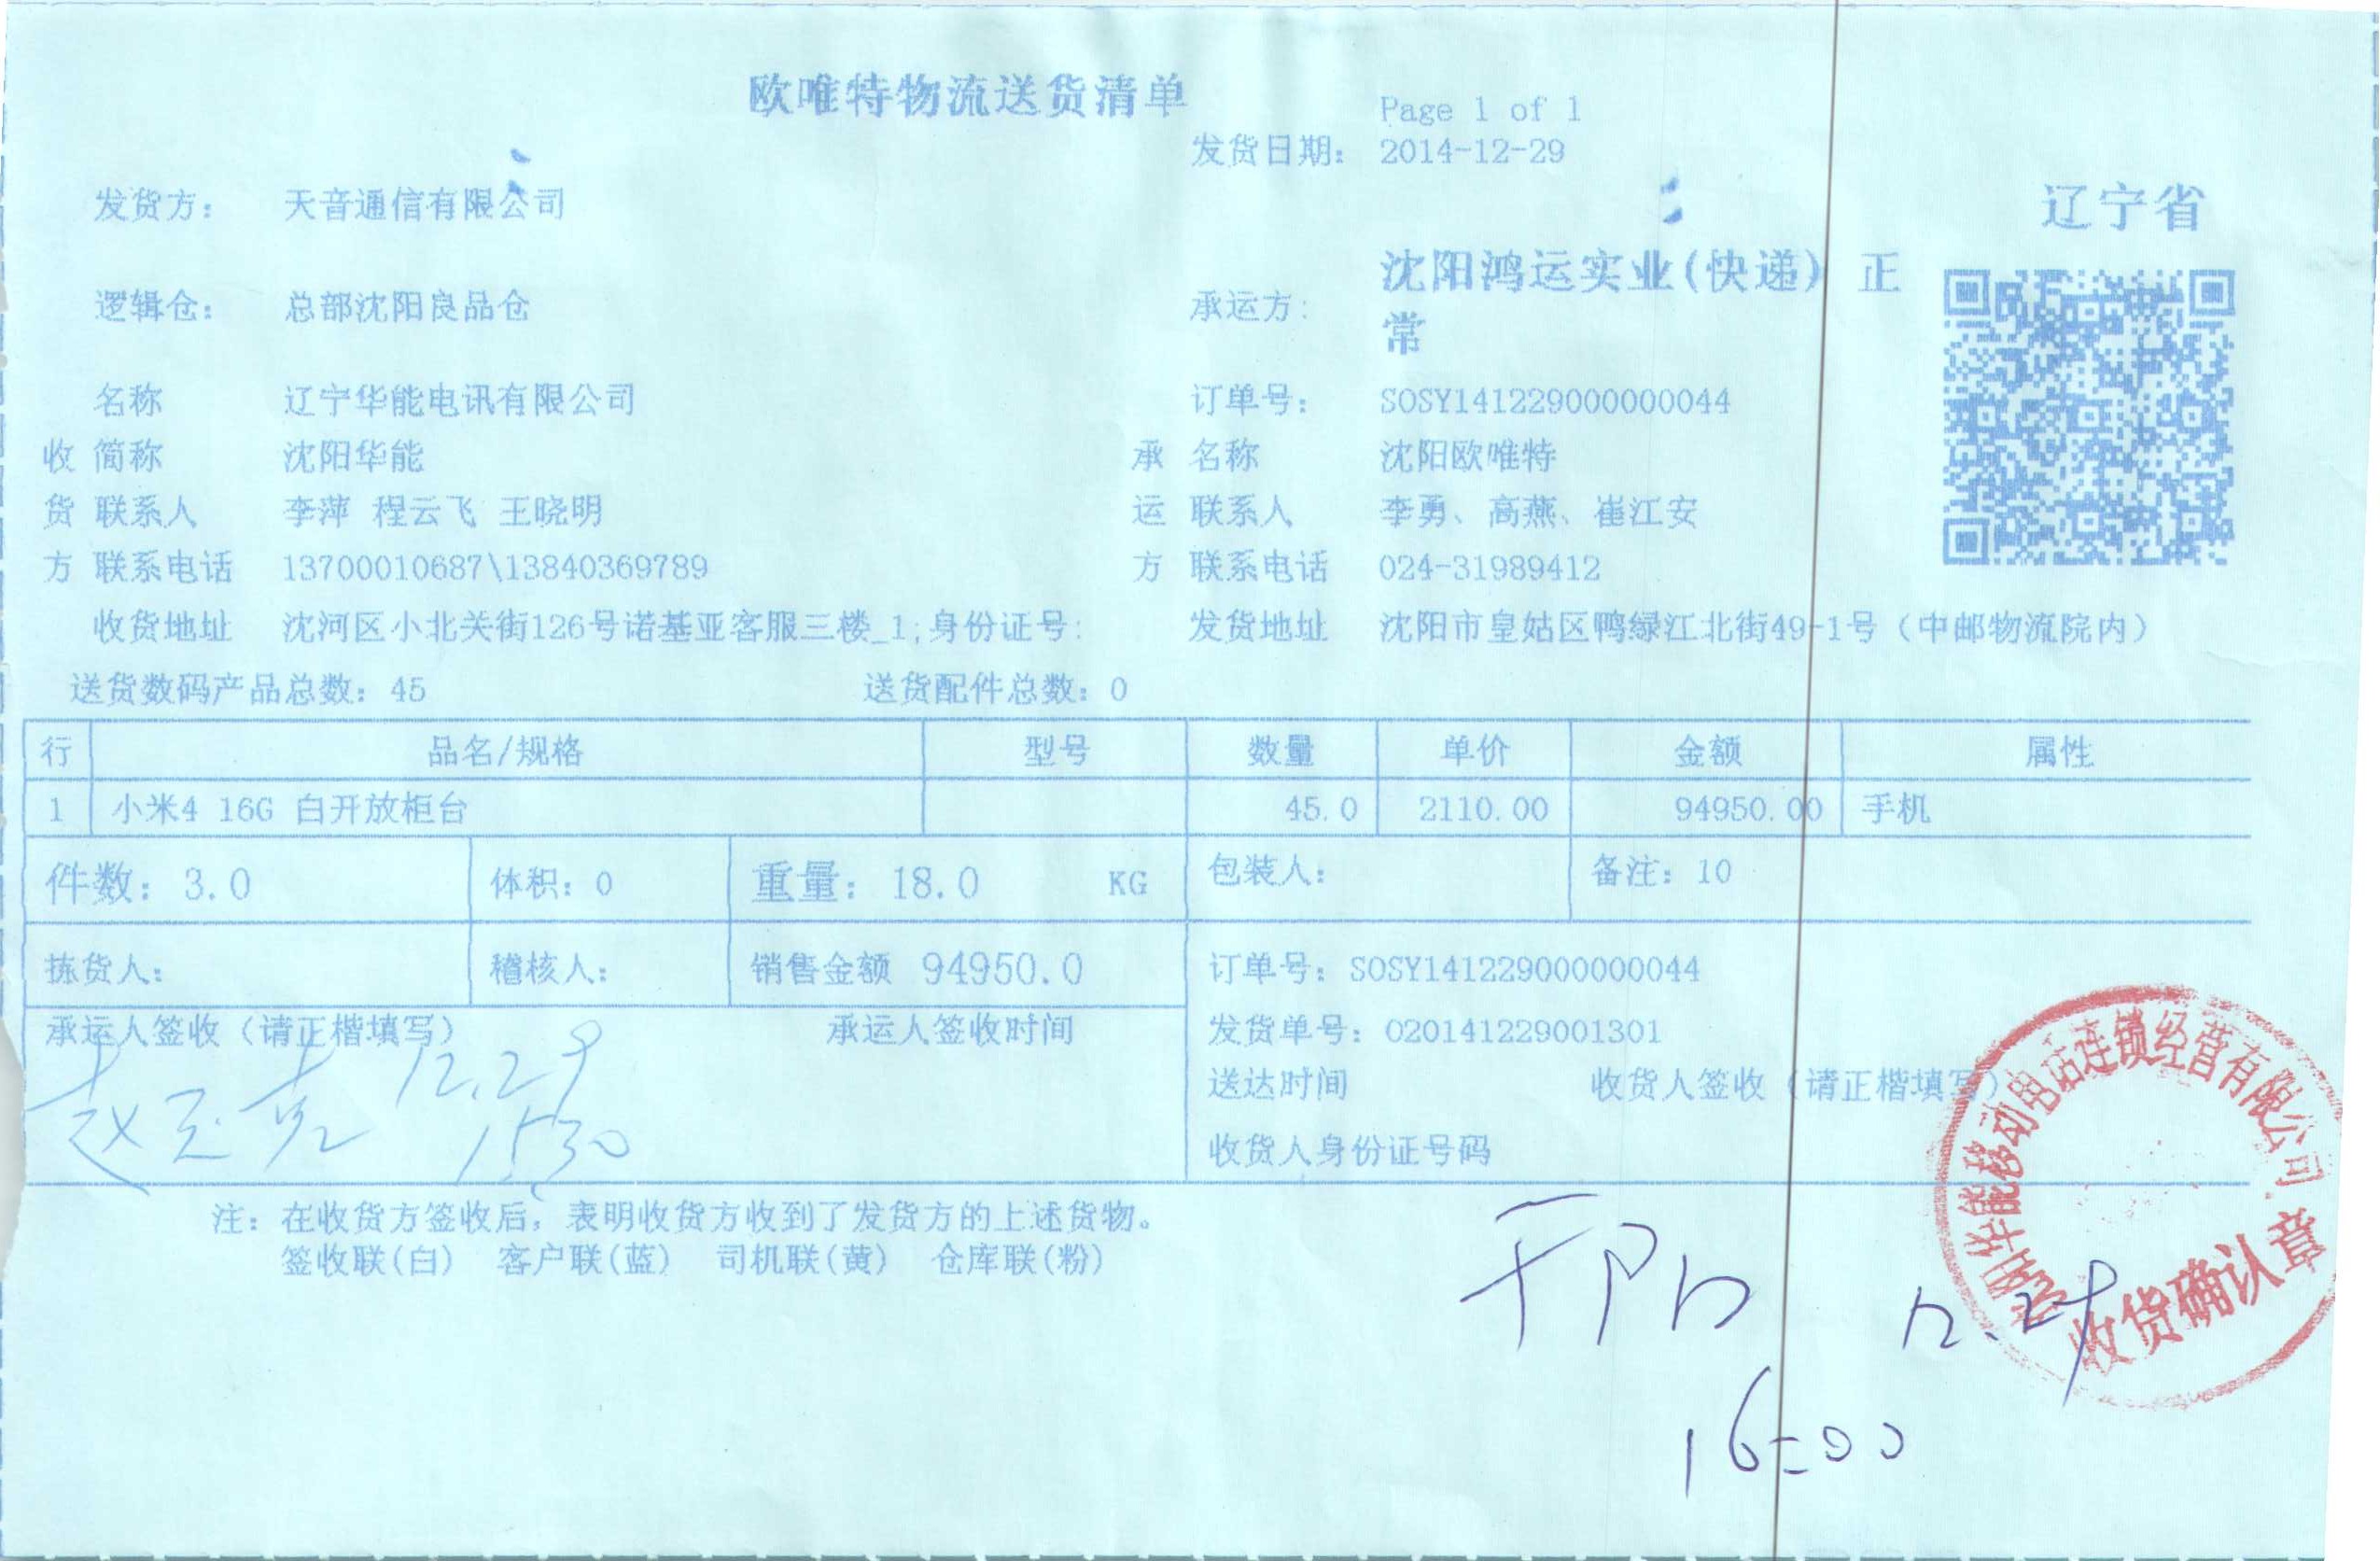 欧唯特物流送货清单
Page 1 of 1
发货日期: 2014-12-29
发货方: 天音通信有限公司
辽宁省
逻辑仓: 总部沈阳良品仓
承运方: 沈阳鸿运实业(快递) 正
常
名称 辽宁华能电讯有限公司 订单号: SOSY141229000000044
收 简称 沈阳华能 承 名称 沈阳欧唯特
货 联系人 李萍 程云飞 王晓明 运 联系人 李勇、高燕、崔江安
方 联系电话 13700010687\13840369789 方 联系电话 024-31989412
收货地址 沈河区小北关街126号诺基亚客服三楼_1;身份证号: 发货地址 沈阳市皇姑区鸭绿江北街49-1号（中邮物流院内）
送货数码产品总数: 45 送货配件总数: 0
行 品名/规格 型号 数量 单价 金额 属性
1 小米4 16G 白开放柜台 45.0 2110.00 94950.00 手机
件数: 3.0 体积: 0 重量: 18.0 KG 包装人: 备注: 10
拣货人: 稽核人: 销售金额 94950.0 订单号: SOSY141229000000044
承运人签收（请正楷填写） 承运人签收时间 发货单号: 020141229001301
12.29
15:30
送达时间 收货人签收（请正楷填写）
收货人身份证号码
注: 在收货方签收后, 表明收货方收到了发货方的上述货物。
签收联(白) 客户联(蓝) 司机联(黄) 仓库联(粉)
沈阳华能移动电话连锁经营有限公司
收货确认章
12.29
16:00